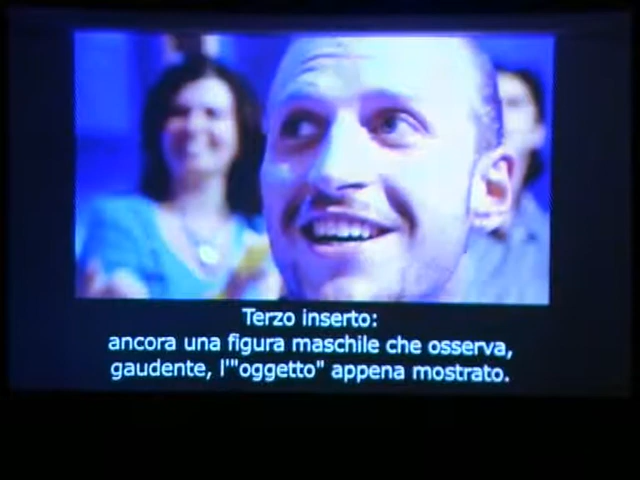 Terzo inserto:
ancora una figura maschile che osserva,
gaudente, l'"oggetto" appena mostrato.